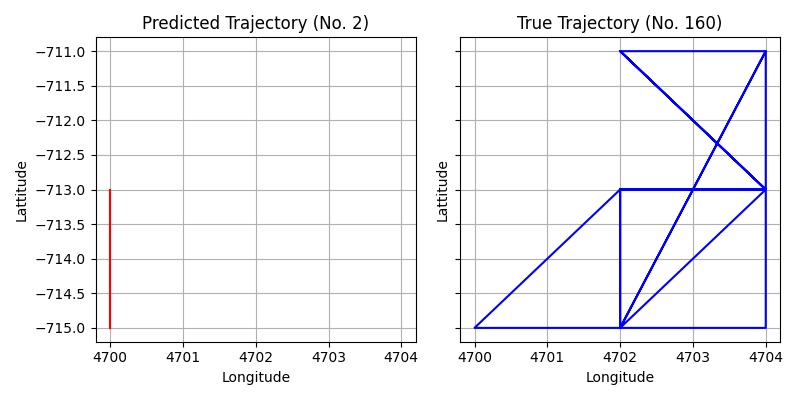 Predicted Trajectory (No. 2)
True Trajectory (No. 160)
−711.0
−711.5
−712.0
−712.5
−713.0
−713.5
−714.0
−714.5
−715.0
Lattitude
Lattitude
4700 4701 4702 4703 4704
4700 4701 4702 4703 4704
Longitude
Longitude